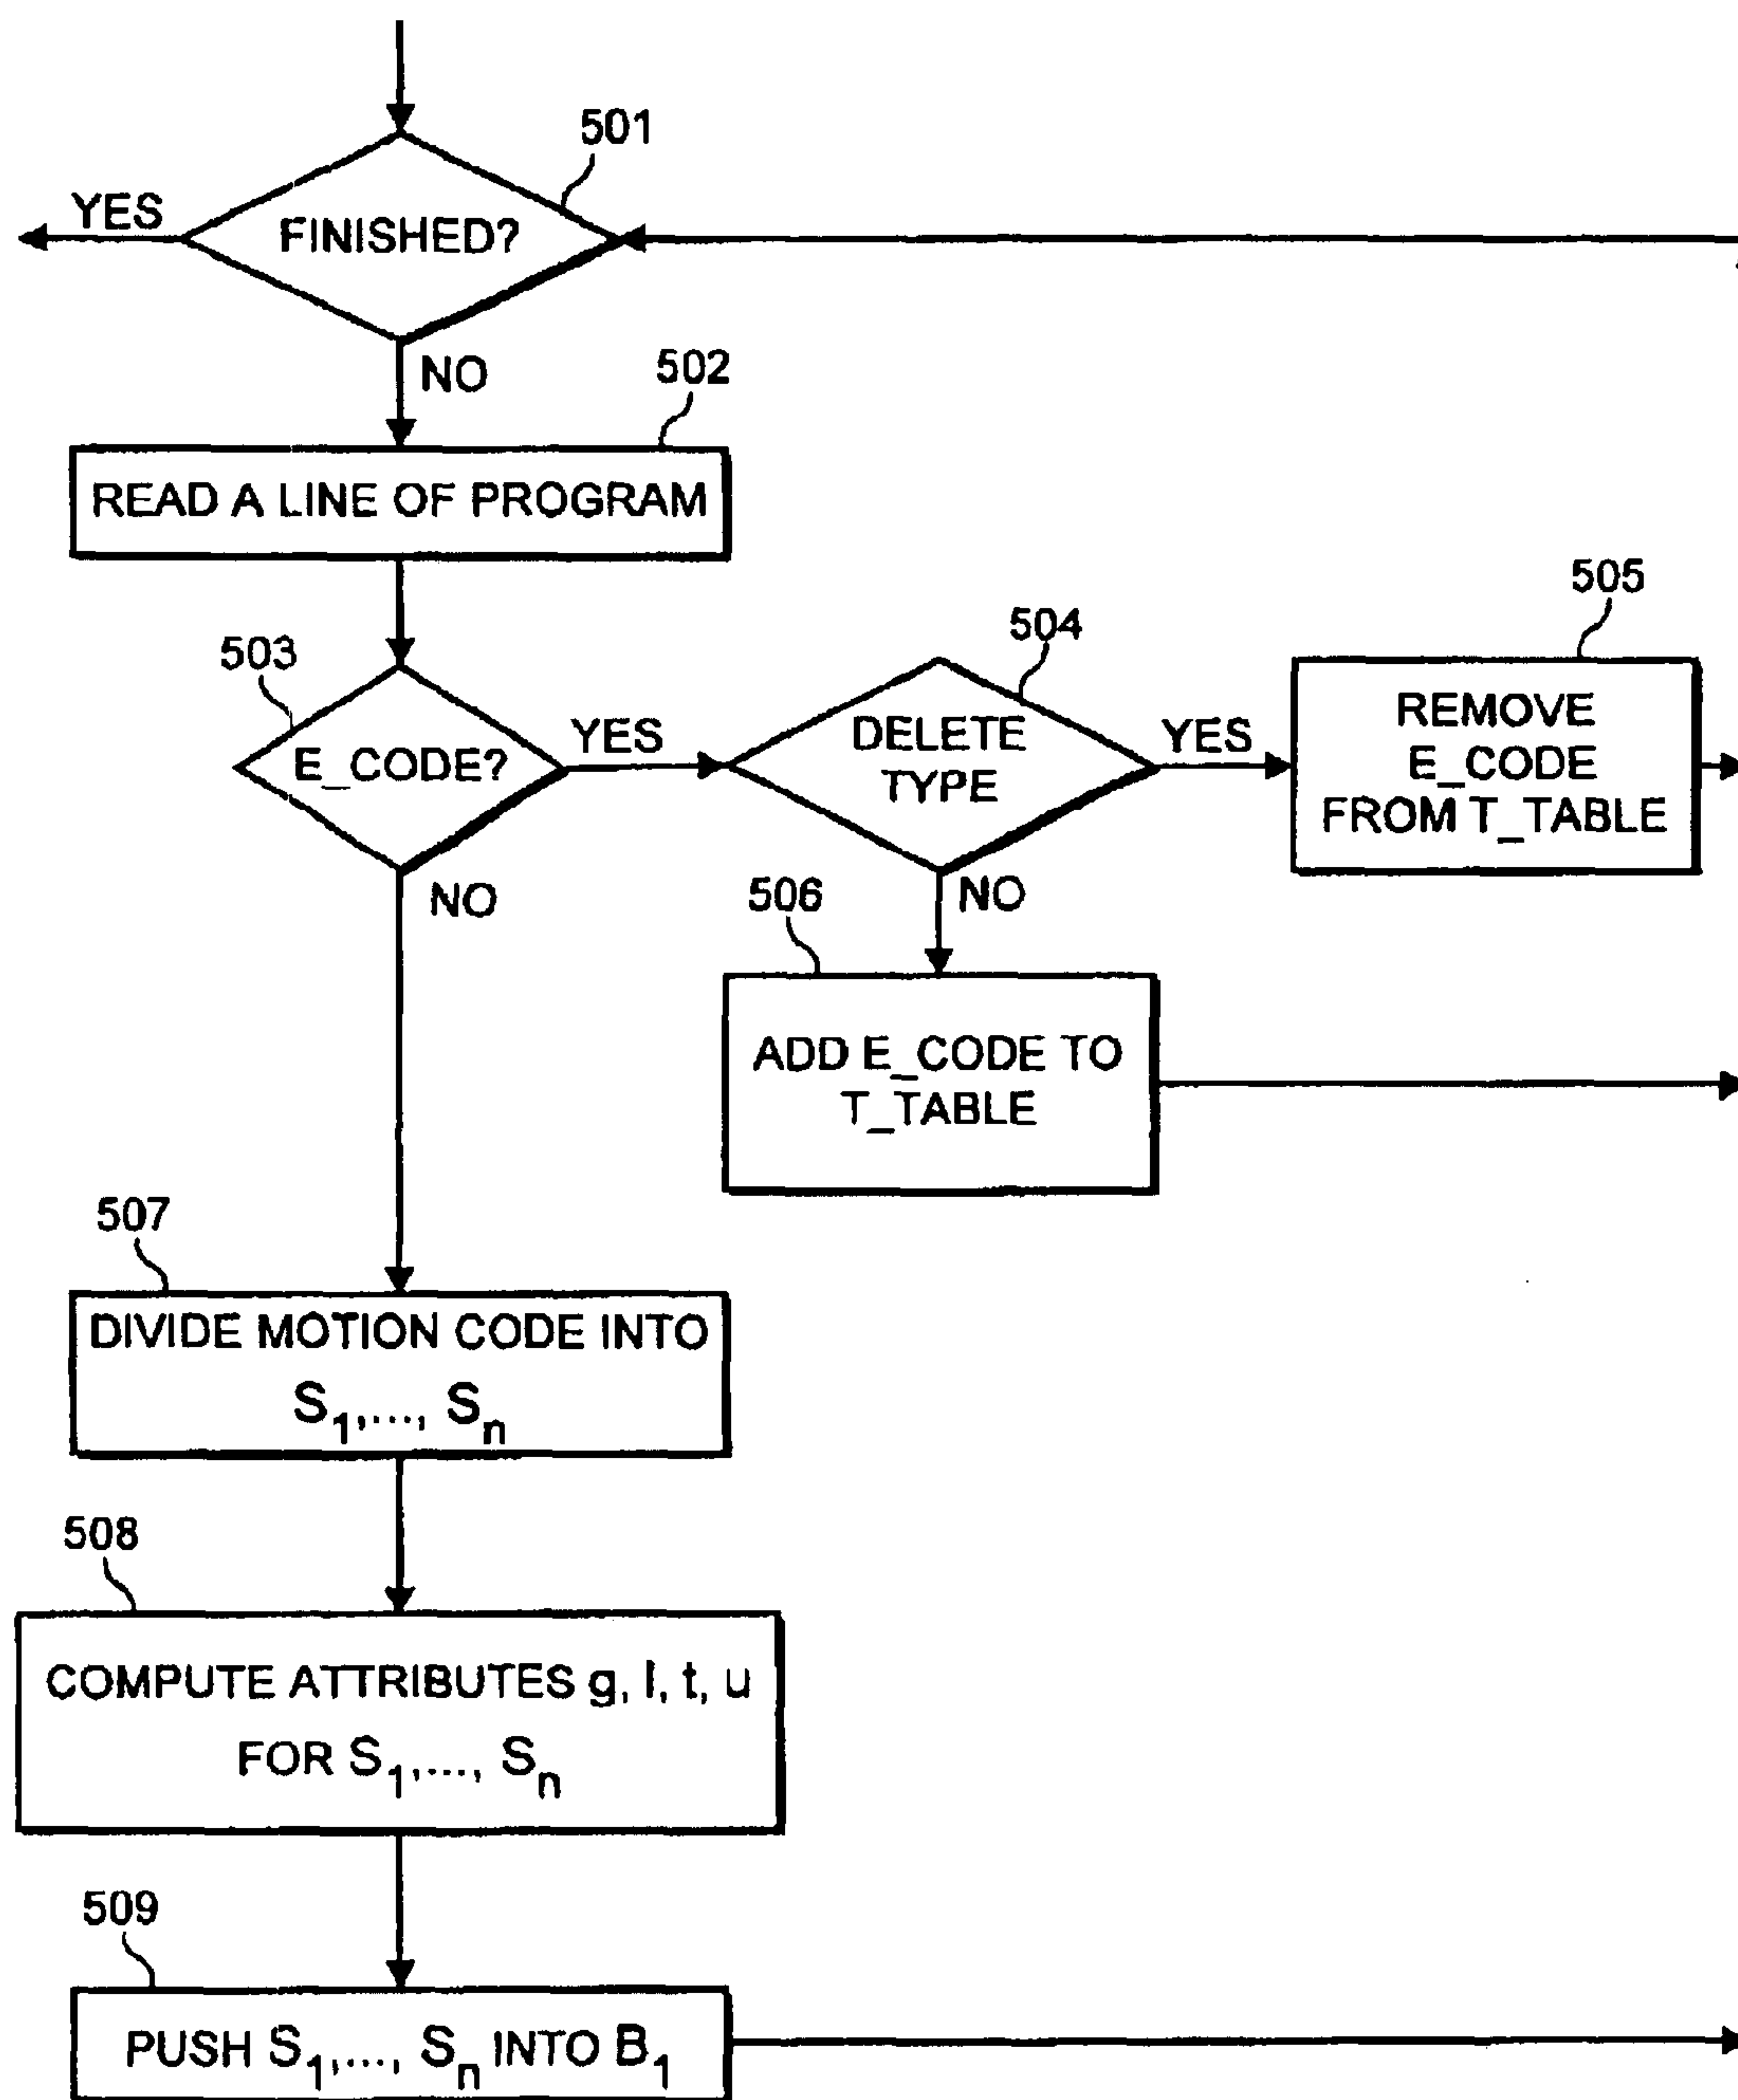 501
YES
FINISHED?
NO
502
READ A LINE OF PROGRAM
503
E_CODE?
YES
504
DELETE
TYPE
YES
505
REMOVE
E_CODE
FROM T_TABLE
NO
506
NO
ADD E_CODE TO
T_TABLE
507
DIVIDE MOTION CODE INTO
S1,..., Sn
508
COMPUTE ATTRIBUTES g, l, t, u
FOR S1,..., Sn
509
PUSH S1,..., Sn INTO B1